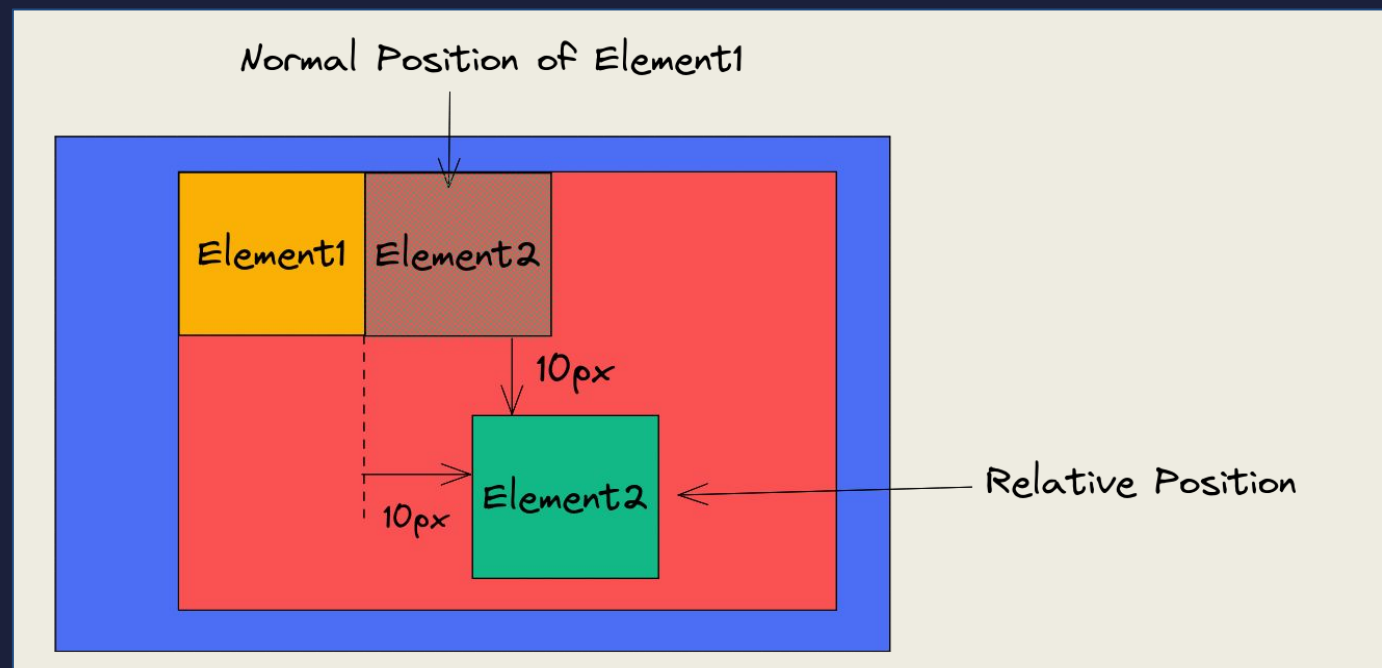 Normal Position of Element1
Element1
Element2
10px
Element2
10px
Relative Position